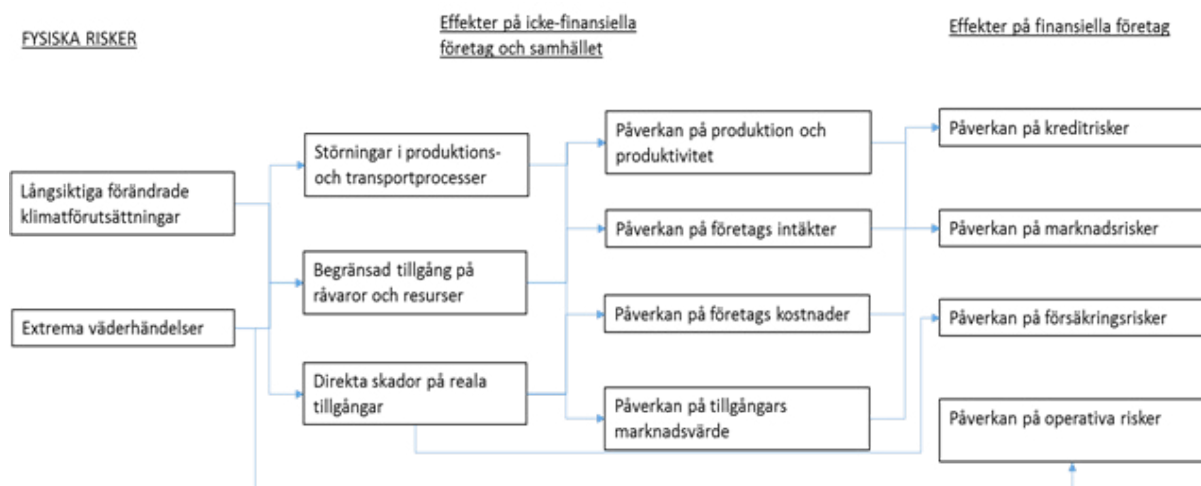 FYSISKA RISKER
Effekter på icke-finansiella
företag och samhället
Effekter på finansiella företag
Långsiktiga förändrade
klimatförutsättningar
Extrema väderhändelser
Störningar i produktions-
och transportprocesser
Begränsad tillgång på
råvaror och resurser
Direkta skador på reala
tillgångar
Påverkan på produktion och
produktivitet
Påverkan på företags intäkter
Påverkan på företags kostnader
Påverkan på tillgångars
marknadsvärde
Påverkan på kreditrisker
Påverkan på marknadsrisker
Påverkan på försäkringsrisker
Påverkan på operativa risker